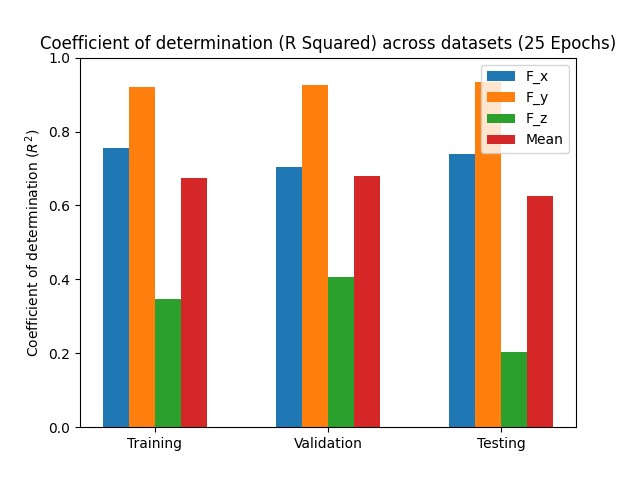 Coefficient of determination (R Squared) across datasets (25 Epochs)
Coefficient of determination (R²)
1.0
0.8
0.6
0.4
0.2
0.0
F_x
F_y
F_z
Mean
Training
Validation
Testing